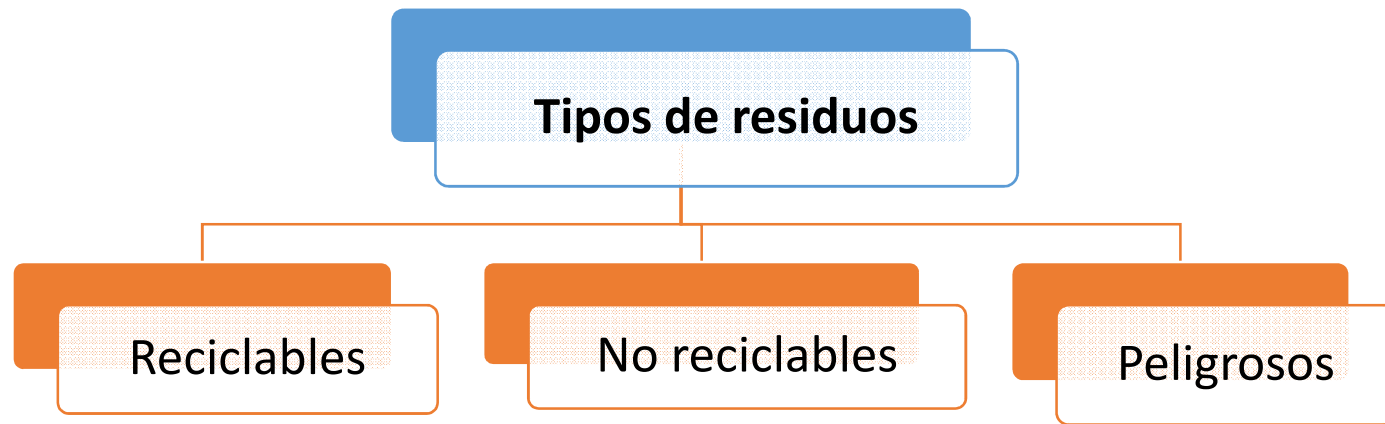 Tipos de residuos
Reciclables
No reciclables
Peligrosos